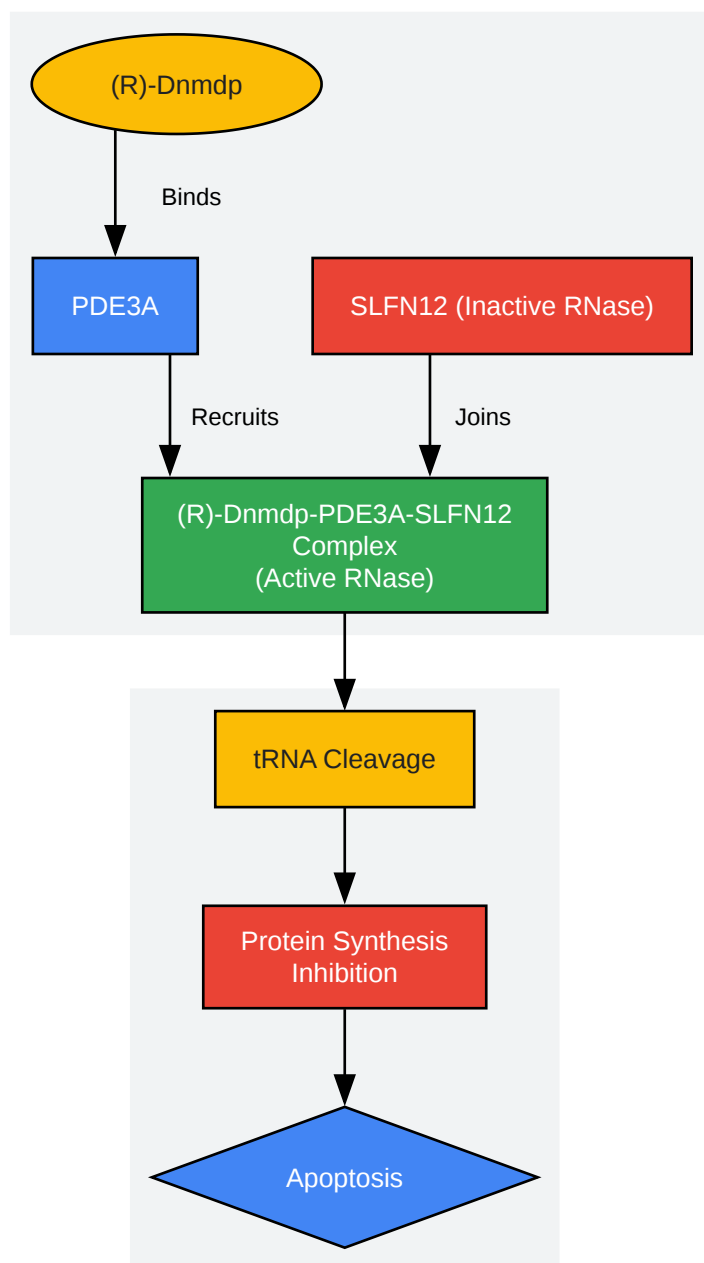 (R)-Dnmdp
Binds
PDE3A
SLFN12 (Inactive RNase)
Recruits
Joins
(R)-Dnmdp-PDE3A-SLFN12
Complex
(Active RNase)
tRNA Cleavage
Protein Synthesis
Inhibition
Apoptosis